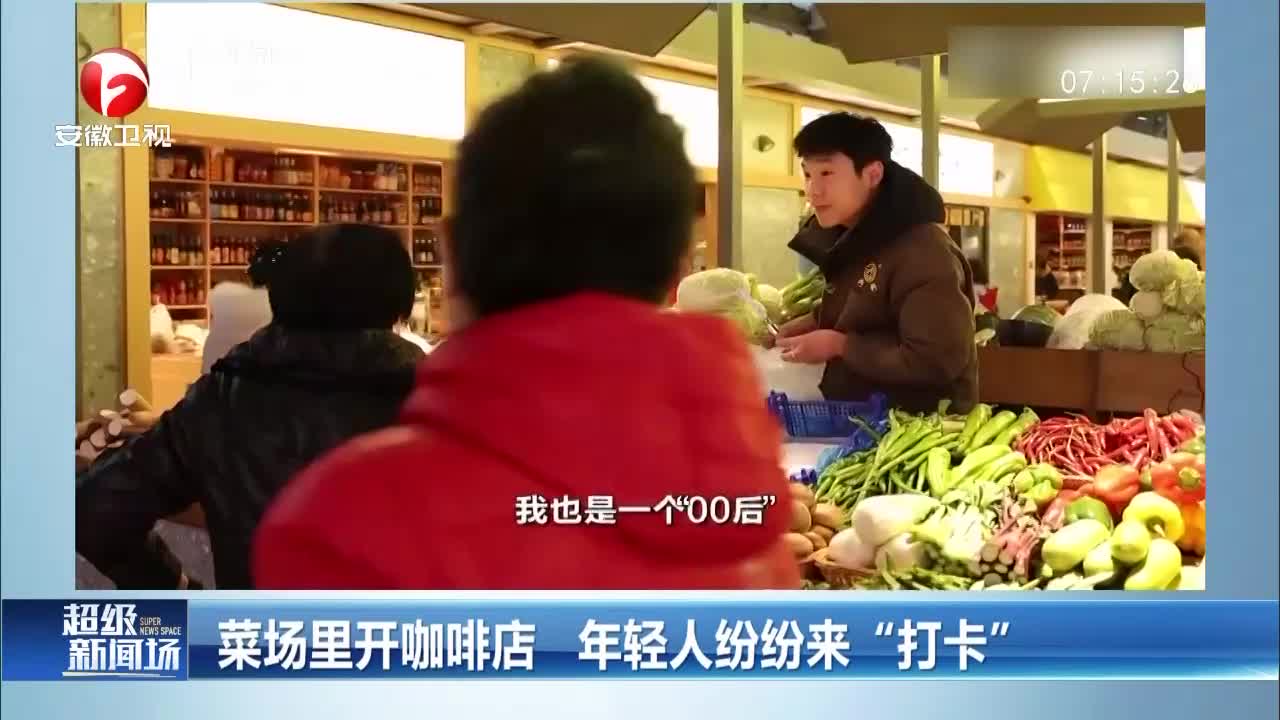 安徽卫视
07:15:2
我也是一个“00后”
超级
新闻场
SUPER
NEWS SPACE
菜场里开咖啡店 年轻人纷纷来“打卡”